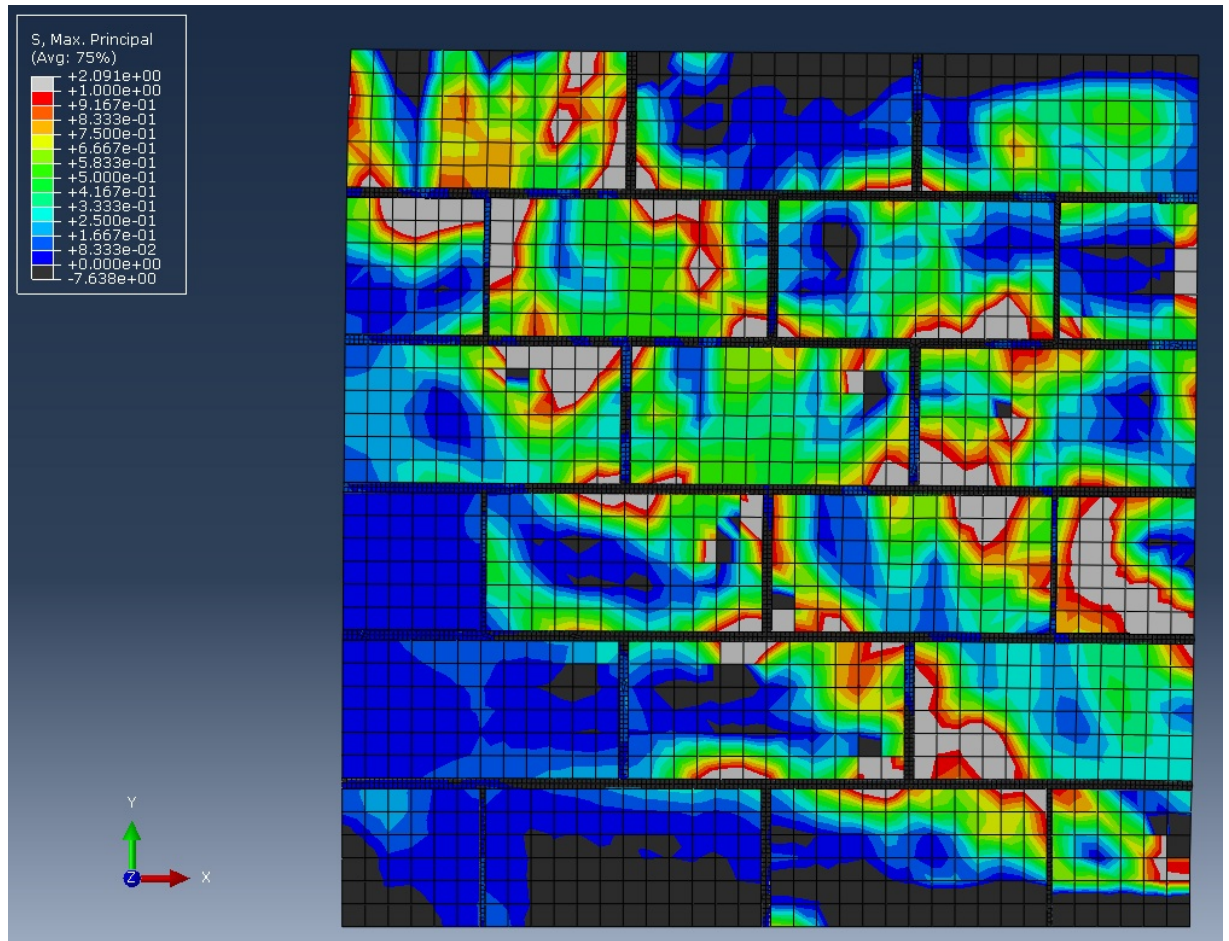 S, Max. Principal
(Avg: 75%)
+2.091e+00
+1.000e+00
+9.167e-01
+8.333e-01
+7.500e-01
+6.667e-01
+5.833e-01
+5.000e-01
+4.167e-01
+3.333e-01
+2.500e-01
+1.667e-01
+8.333e-02
+0.000e+00
-7.638e+00
Y
Z
X